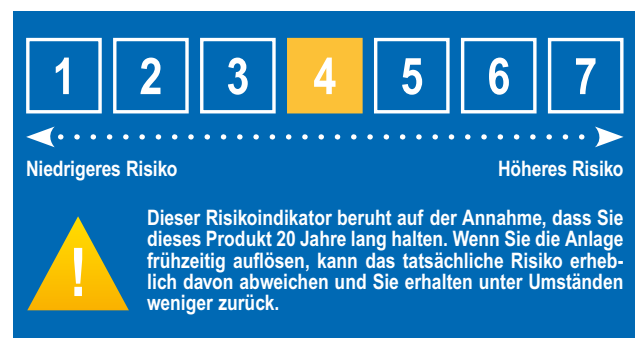 1 2 3 4 5 6 7
Niedrigeres Risiko Höheres Risiko
Dieser Risikoindikator beruht auf der Annahme, dass Sie
dieses Produkt 20 Jahre lang halten. Wenn Sie die Anlage
frühzeitig auflösen, kann das tatsächliche Risiko erheb-
lich davon abweichen und Sie erhalten unter Umständen
weniger zurück.
!